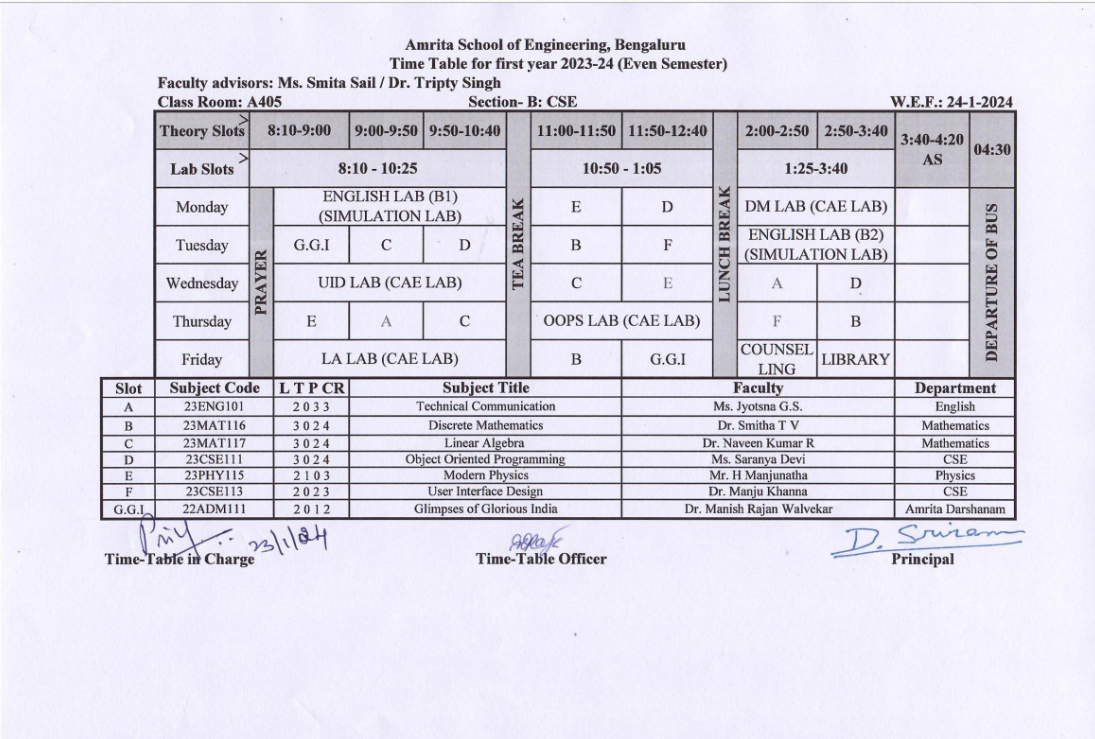 Amrita School of Engineering, Bengaluru
Time Table for first year 2023-24 (Even Semester)
Faculty advisors: Ms. Smita Sail / Dr. Tripty Singh
Class Room: A405 Section- B: CSE W.E.F.: 24-1-2024
Theory Slots > 8:10-9:00 9:00-9:50 9:50-10:40 TEA BREAK 11:00-11:50 11:50-12:40 LUNCH BREAK 2:00-2:50 2:50-3:40 3:40-4:20 AS 04:30
Lab Slots > 8:10 - 10:25 10:50 - 1:05 1:25-3:40
Monday PRAYER ENGLISH LAB (B1) (SIMULATION LAB) E D DM LAB (CAE LAB) DEPARTURE OF BUS
Tuesday G.G.I C D B F ENGLISH LAB (B2) (SIMULATION LAB)
Wednesday UID LAB (CAE LAB) C E A D
Thursday E A C OOPS LAB (CAE LAB) F B
Friday LA LAB (CAE LAB) B G.G.I COUNSEL LING LIBRARY
Slot Subject Code L T P CR Subject Title Faculty Department
A 23ENG101 2 0 3 3 Technical Communication Ms. Jyotsna G.S. English
B 23MAT116 3 0 2 4 Discrete Mathematics Dr. Smitha T V Mathematics
C 23MAT117 3 0 2 4 Linear Algebra Dr. Naveen Kumar R Mathematics
D 23CSE111 3 0 2 4 Object Oriented Programming Ms. Saranya Devi CSE
E 23PHY115 2 1 0 3 Modern Physics Mr. H Manjunatha Physics
F 23CSE113 2 0 2 3 User Interface Design Dr. Manju Khanna CSE
G.G.I 22ADM111 2 0 1 2 Glimpses of Glorious India Dr. Manish Rajan Walvekar Amrita Darshanam
23/1/24 D. Sriram
Time-Table in Charge Time-Table Officer Principal